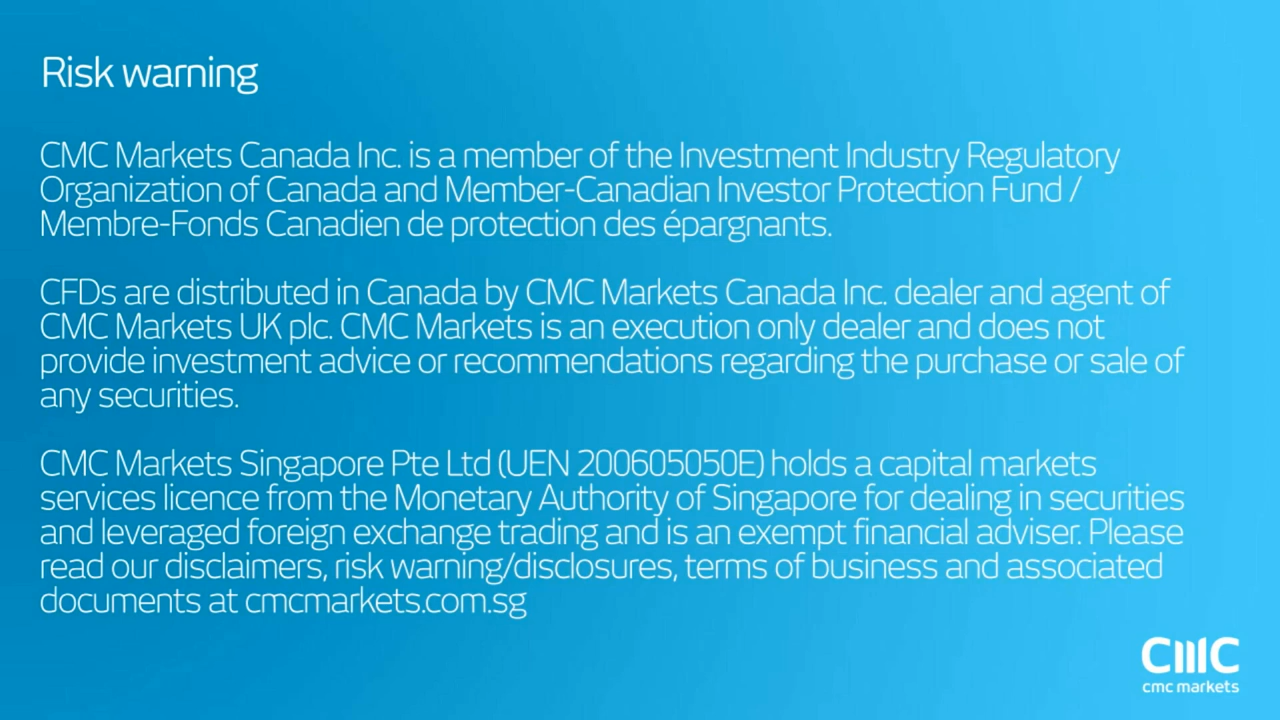 Risk warning
CMC Markets Canada Inc. is a member of the Investment Industry Regulatory
Organization of Canada and Member-Canadian Investor Protection Fund /
Membre-Fonds Canadien de protection des épargnants.
CFDs are distributed in Canada by CMC Markets Canada Inc. dealer and agent of
CMC Markets UK plc. CMC Markets is an execution only dealer and does not
provide investment advice or recommendations regarding the purchase or sale of
any securities.
CMC Markets Singapore Pte Ltd (UEN 200605050E) holds a capital markets
services licence from the Monetary Authority of Singapore for dealing in securities
and leveraged foreign exchange trading and is an exempt financial adviser. Please
read our disclaimers, risk warning/disclosures, terms of business and associated
documents at cmcmarkets.com.sg
CMC
cmc markets